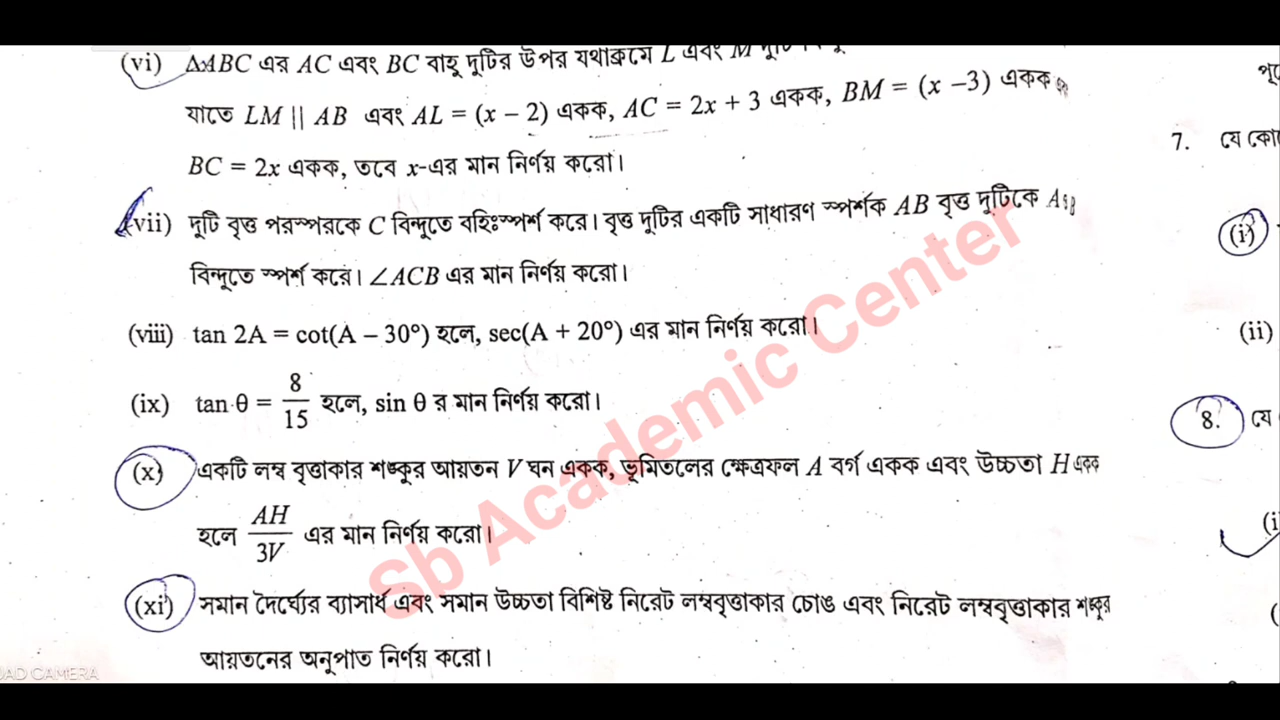 (vi) ΔABC এর AC এবং BC বাহু দুটির উপর যথাক্রমে L এবং M
যাতে LM || AB এবং AL = (x – 2) একক, AC = 2x + 3 একক, BM = (x –3) একক
BC = 2x একক, তবে x-এর মান নির্ণয় করো।
(vii) দুটি বৃত্ত পরস্পরকে C বিন্দুতে বহিঃস্পর্শ করে। বৃত্ত দুটির একটি সাধারণ স্পর্শক AB বৃত্ত দুটিকে A ও B
বিন্দুতে স্পর্শ করে। ∠ACB এর মান নির্ণয় করো।
(viii) tan 2A = cot(A – 30°) হলে, sec(A + 20°) এর মান নির্ণয় করো।
(ix) tan θ = 8/15 হলে, sin θ র মান নির্ণয় করো।
(x) একটি লম্ব বৃত্তাকার শঙ্কুর আয়তন V ঘন একক, ভূমিতলের ক্ষেত্রফল A বর্গ একক এবং উচ্চতা H একক
হলে AH/3V এর মান নির্ণয় করো।
(xi) সমান দৈর্ঘ্যের ব্যাসার্ধ এবং সমান উচ্চতা বিশিষ্ট নিরেট লম্ববৃত্তাকার চোঙ এবং নিরেট লম্ববৃত্তাকার শঙ্কুর
আয়তনের অনুপাত নির্ণয় করো।
7. যে
(i)
(ii)
8. যে
Sb Academic Center
QUAD CAMERA